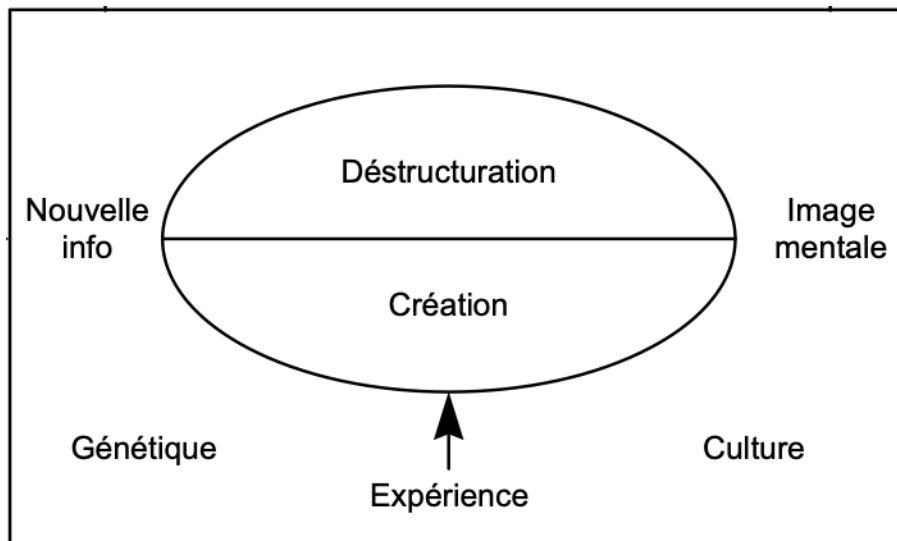 Déstructuration
Nouvelle
info
Image
mentale
Création
Génétique
Culture
Expérience